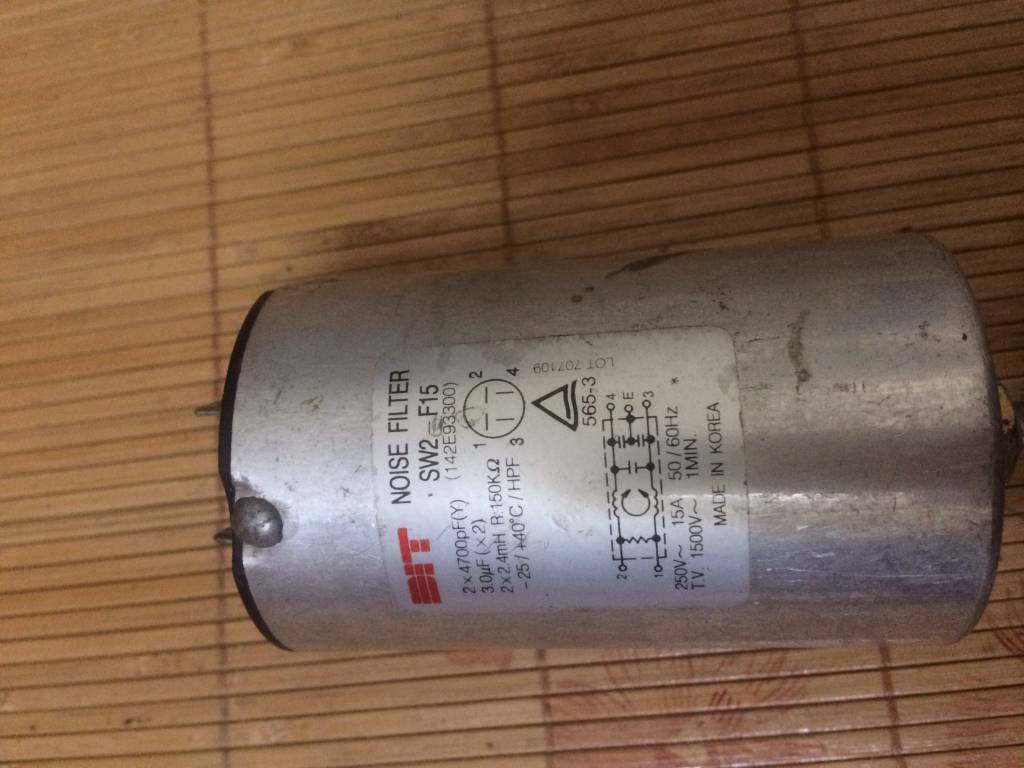 NOISE FILTER
SW2-F15
(142E93300)
2×4700pF(Y)
3.0µF(×2)
2×2.4mH R:150KΩ
-25/+40°C/HPF
1 2
3 4
565-3
LOT 707109
2 4
E
1 3
250V~ 15A 50/60Hz *
T.V. 1500V~ 1MIN.
MADE IN KOREA